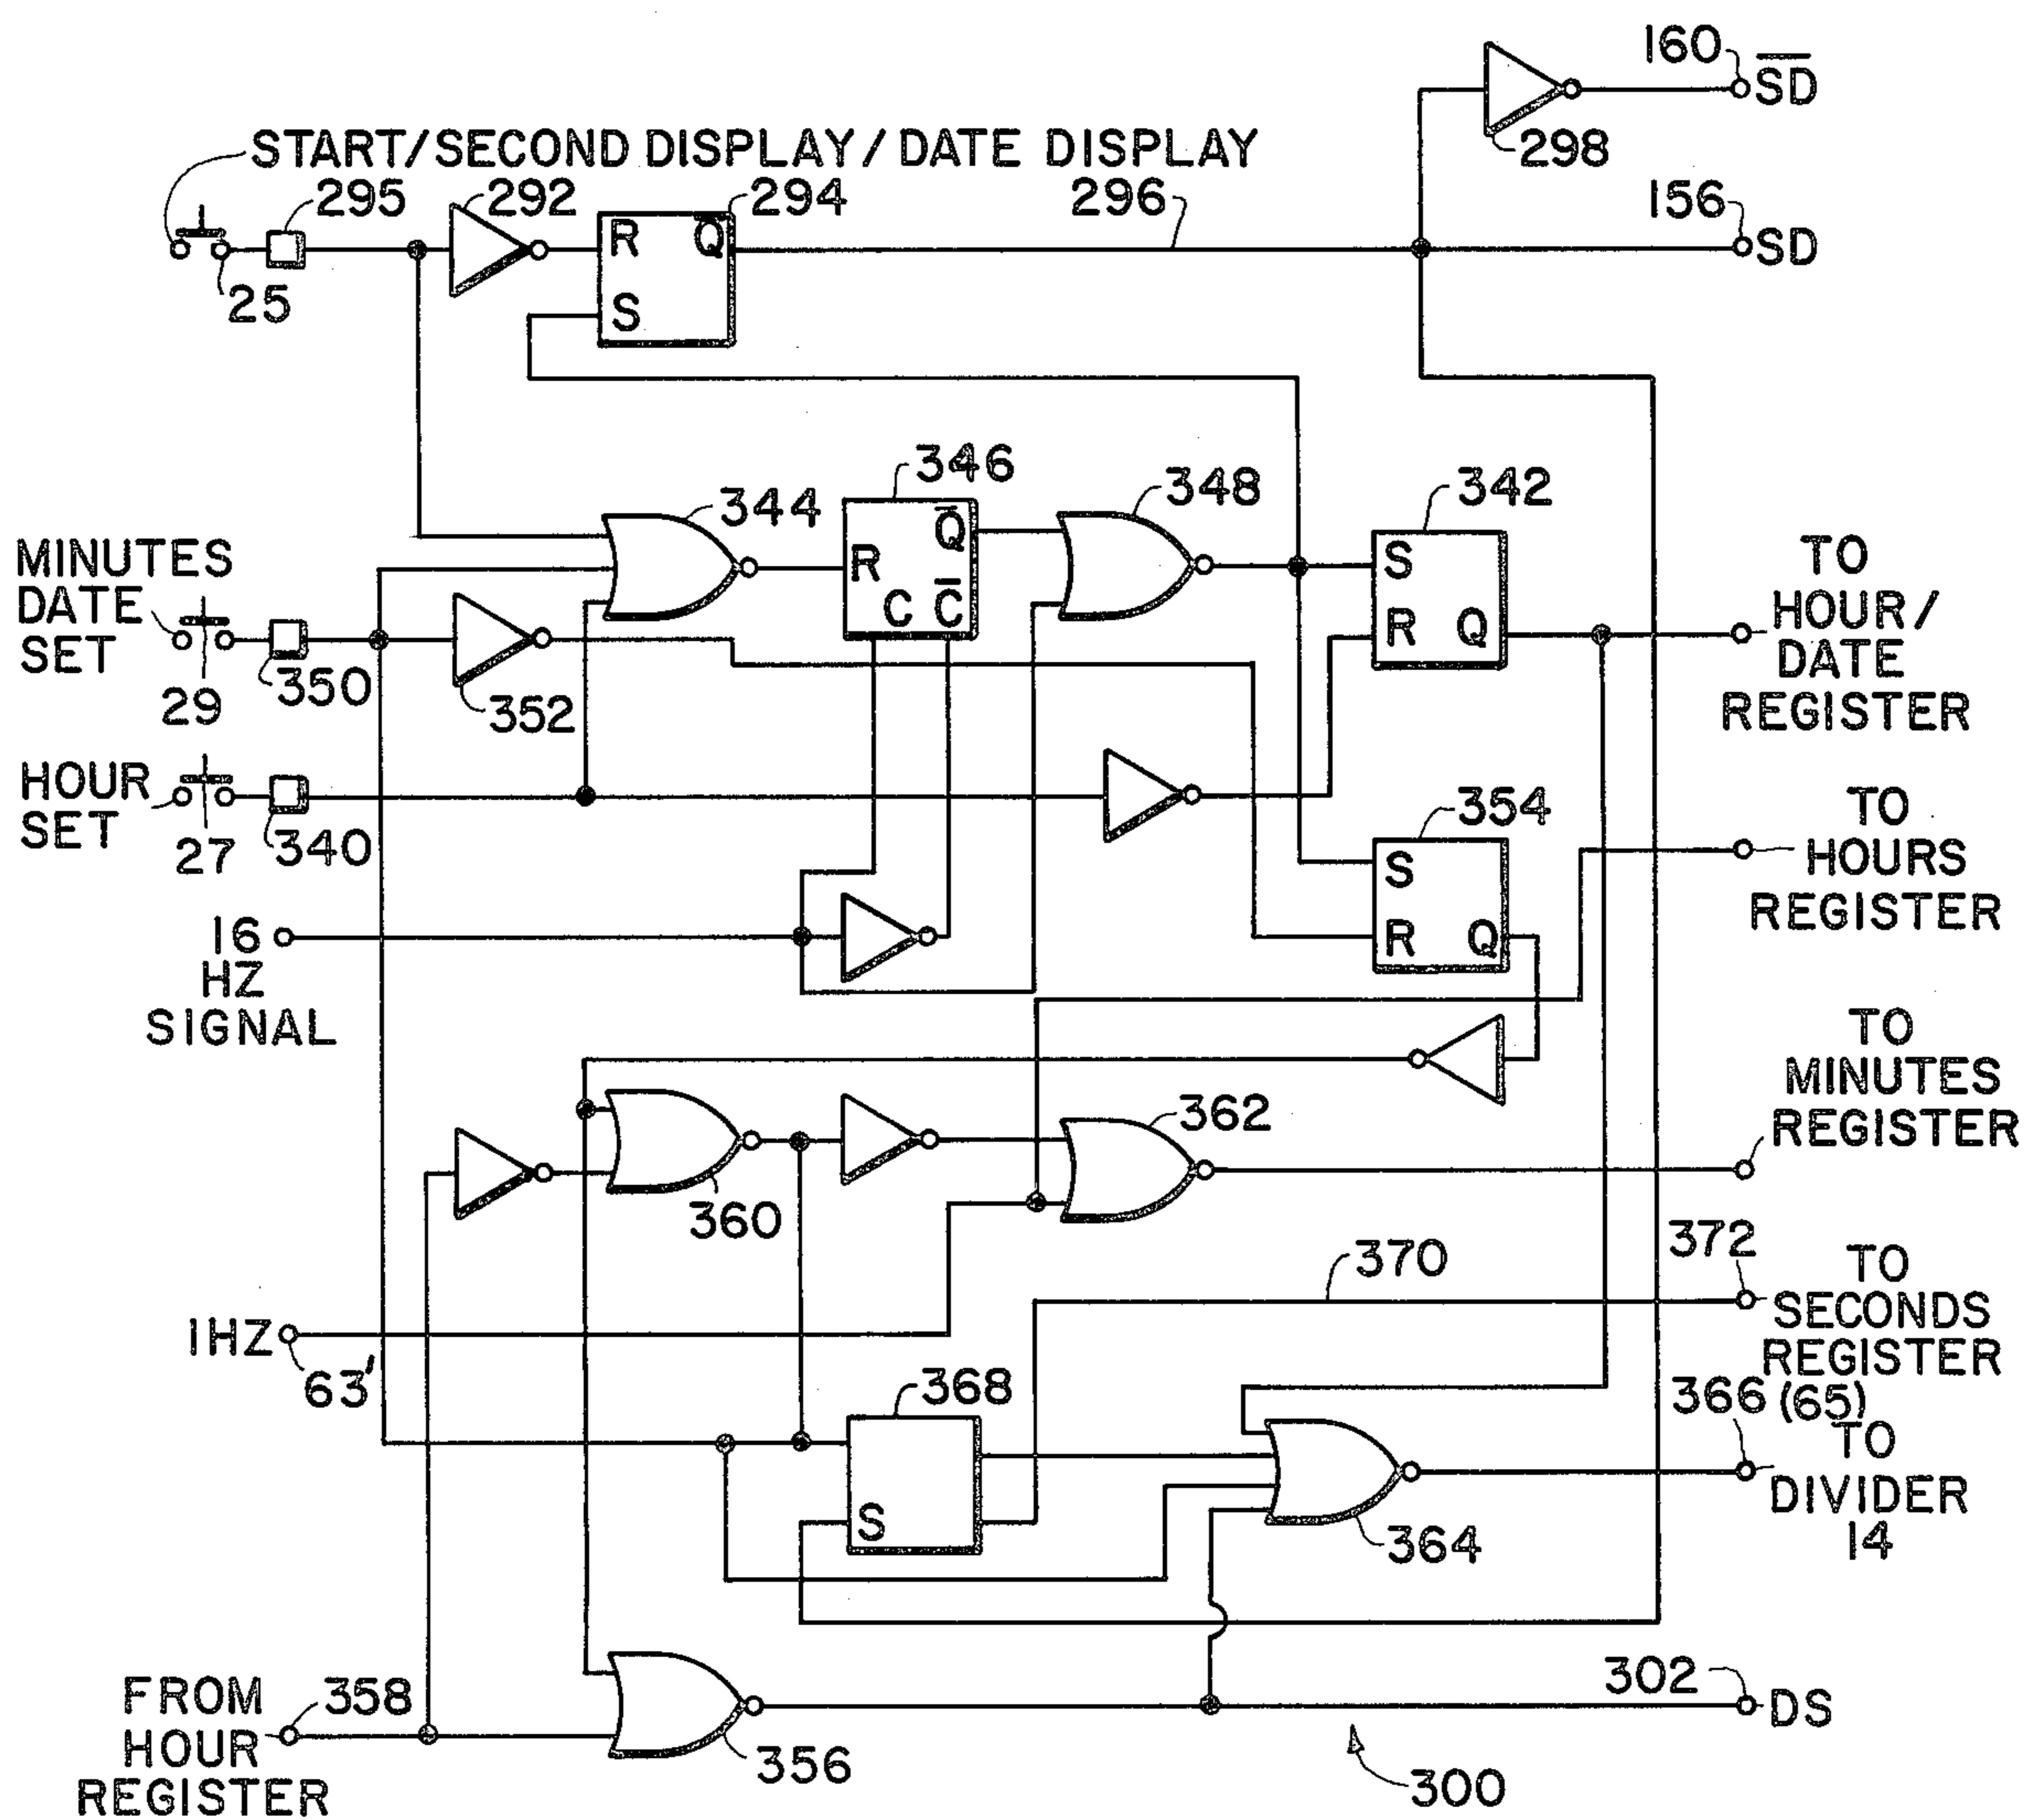 160
S̅D̅
298
START/SECOND DISPLAY/DATE DISPLAY
295
292
294
296
156
SD
R
Q̅
S
25
346
348
342
344
MINUTES
DATE
SET
Q̅
R
C
C̅
S
R
Q
TO
HOUR/
DATE
REGISTER
350
29
352
HOUR
SET
340
27
354
TO
HOURS
REGISTER
S
R
Q
16
HZ
SIGNAL
TO
MINUTES
REGISTER
362
360
370
372
TO
SECONDS
REGISTER
(65)
1HZ
63'
368
366
TO
DIVIDER
14
S
364
FROM
HOUR
REGISTER
358
356
302
DS
300